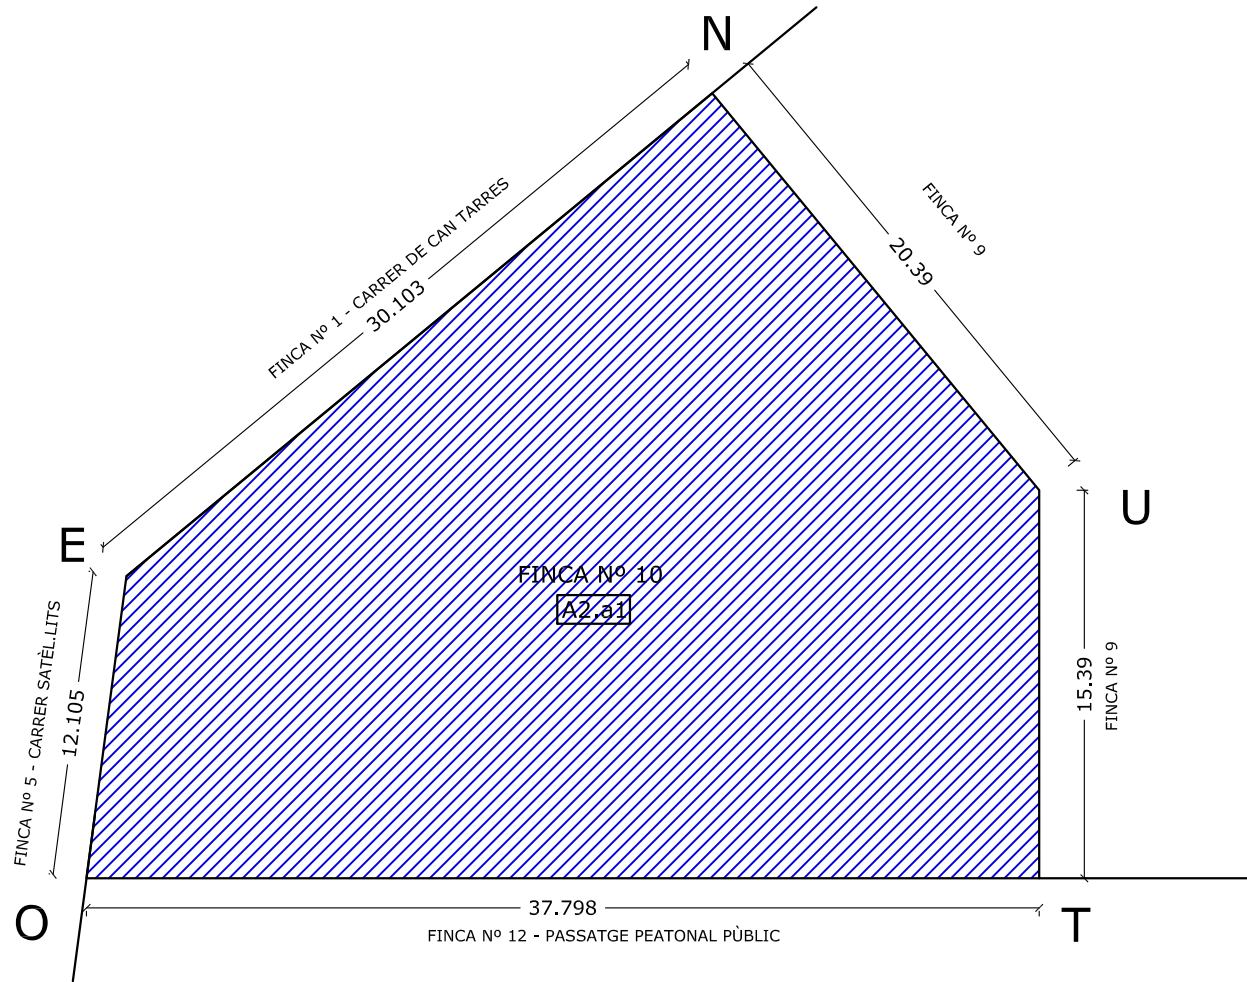 N
FINCA Nº 1 - CARRER DE CAN TARRES
30.103
FINCA Nº 9
20.39
E
U
FINCA Nº 10
A2.a1
FINCA Nº 5 - CARRER SATÈL.LITS
12.105
15.39
FINCA Nº 9
O
37.798
T
FINCA Nº 12 - PASSATGE PEATONAL PÙBLIC